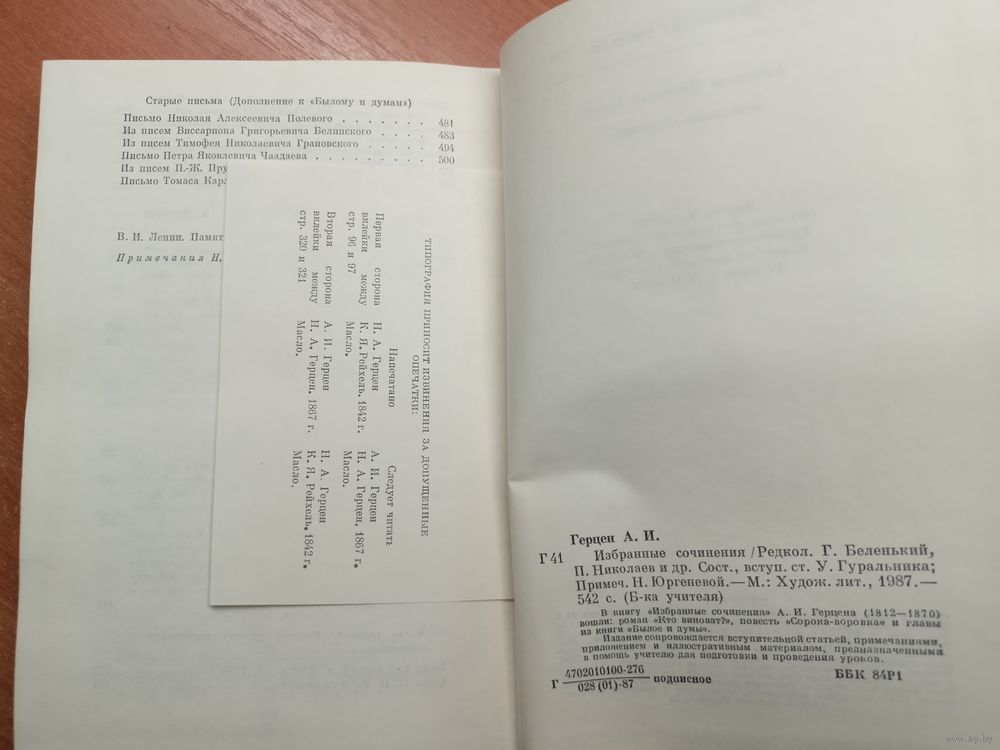 Старые письма (Дополнение к «Былому и думам»)
Письмо Николая Алексеевича Полевого . . . . . . . 481
Из писем Виссариона Григорьевича Белинского . . . . . 483
Из писем Тимофея Николаевича Грановского . . . . . 494
Письмо Петра Яковлевича Чаадаева . . . . . . . . . 500
Из писем П.-Ж. Пру
Письмо Томаса Карл
В. И. Ленин. Памят
Примечания Н.
ТИПОГРАФИЯ ПРИНОСИТ ИЗВИНЕНИЯ ЗА ДОПУЩЕННЫЕ
ОПЕЧАТКИ:
Напечатано Следует читать
Первая сторона Н. А. Герцен А. И. Герцен
вклейки между К. Я. Рейхель. 1842 г. Н. А. Герцен. 1867 г.
стр. 96 и 97 Масло. Масло.
Вторая сторона А. И. Герцен Н. А. Герцен
вклейки между Н. А. Герцен. 1867 г. К. Я. Рейхель. 1842 г.
стр. 320 и 321 Масло. Масло.
Герцен А. И.
Г 41 Избранные сочинения/Редкол. Г. Беленький,
П. Николаев и др. Сост., вступ. ст. У. Гуральника;
Примеч. Н. Юргеневой.—М.: Худож. лит., 1987.—
542 с. (Б-ка учителя)
В книгу «Избранные сочинения» А. И. Герцена (1812—1870)
вошли: роман «Кто виноват?», повесть «Сорока-воровка» и главы
из книги «Былое и думы».
Издание сопровождается вступительной статьей, примечаниями,
приложением и иллюстративным материалом, предназначенными
в помощь учителю для подготовки и проведения уроков.
Г 4702010100-276 / 028 (01)-87 подписное ББК 84Р1
www.ay.by